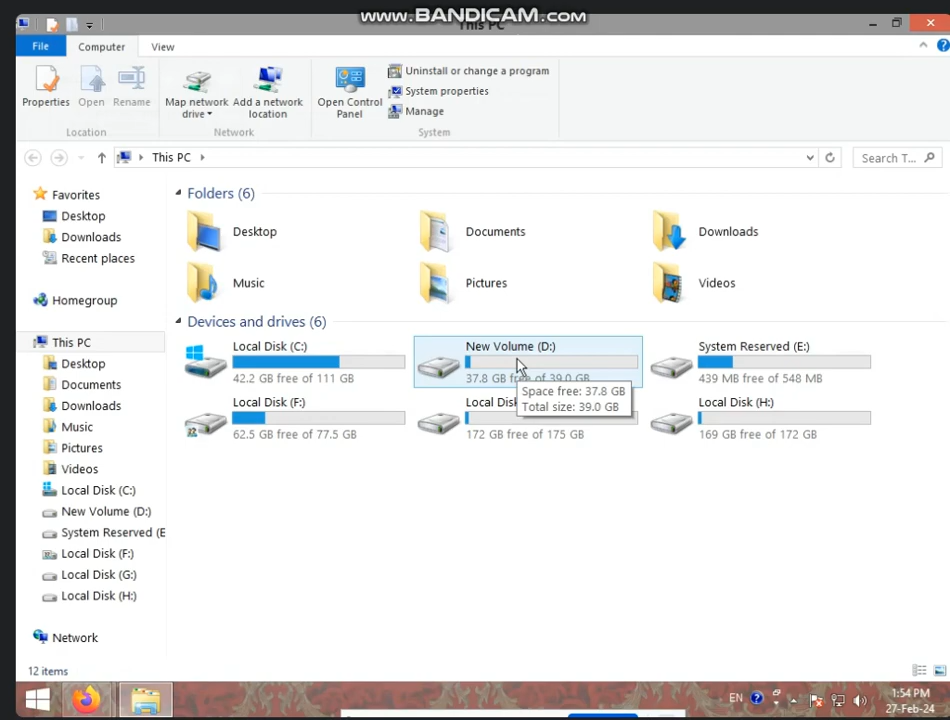 www.BANDICAM.com
This PC
File
Computer
View
Properties
Open
Rename
Map network drive
Add a network location
Open Control Panel
Uninstall or change a program
System properties
Manage
Location
Network
System
This PC
Search T...
Favorites
Desktop
Downloads
Recent places
Homegroup
This PC
Desktop
Documents
Downloads
Music
Pictures
Videos
Local Disk (C:)
New Volume (D:)
System Reserved (E
Local Disk (F:)
Local Disk (G:)
Local Disk (H:)
Network
Folders (6)
Desktop
Documents
Downloads
Music
Pictures
Videos
Devices and drives (6)
Local Disk (C:)
42.2 GB free of 111 GB
New Volume (D:)
37.8 GB free of 39.0 GB
System Reserved (E:)
439 MB free of 548 MB
Space free: 37.8 GB
Total size: 39.0 GB
Local Disk (F:)
62.5 GB free of 77.5 GB
Local Disk
172 GB free of 175 GB
Local Disk (H:)
169 GB free of 172 GB
12 items
EN
1:54 PM
27-Feb-24